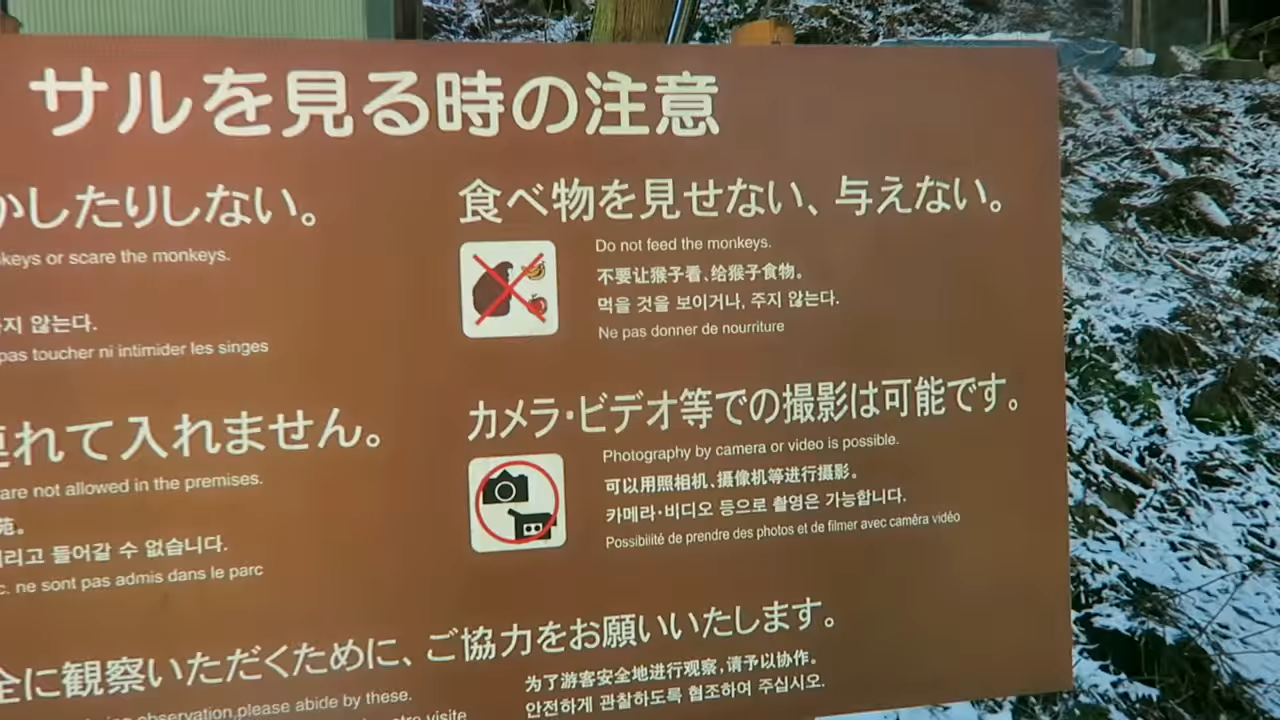 サルを見る時の注意
かしたりしない。
keys or scare the monkeys.
지 않는다.
pas toucher ni intimider les singes
食べ物を見せない、与えない。
Do not feed the monkeys.
不要让猴子看、给猴子食物。
먹을 것을 보이거나, 주지 않는다.
Ne pas donner de nourriture
連れて入れません。
are not allowed in the premises.
苑。
리고 들어갈 수 없습니다.
c. ne sont pas admis dans le parc
カメラ・ビデオ等での撮影は可能です。
Photography by camera or video is possible.
可以用照相机、摄像机等进行摄影。
카메라·비디오 등으로 촬영은 가능합니다.
Possibilité de prendre des photos et de filmer avec caméra vidéo
全に観察いただくために、ご協力をお願いいたします。
observation,please abide by these.
visite
为了游客安全地进行观察，请予以协作。
안전하게 관찰하도록 협조하여 주십시오.